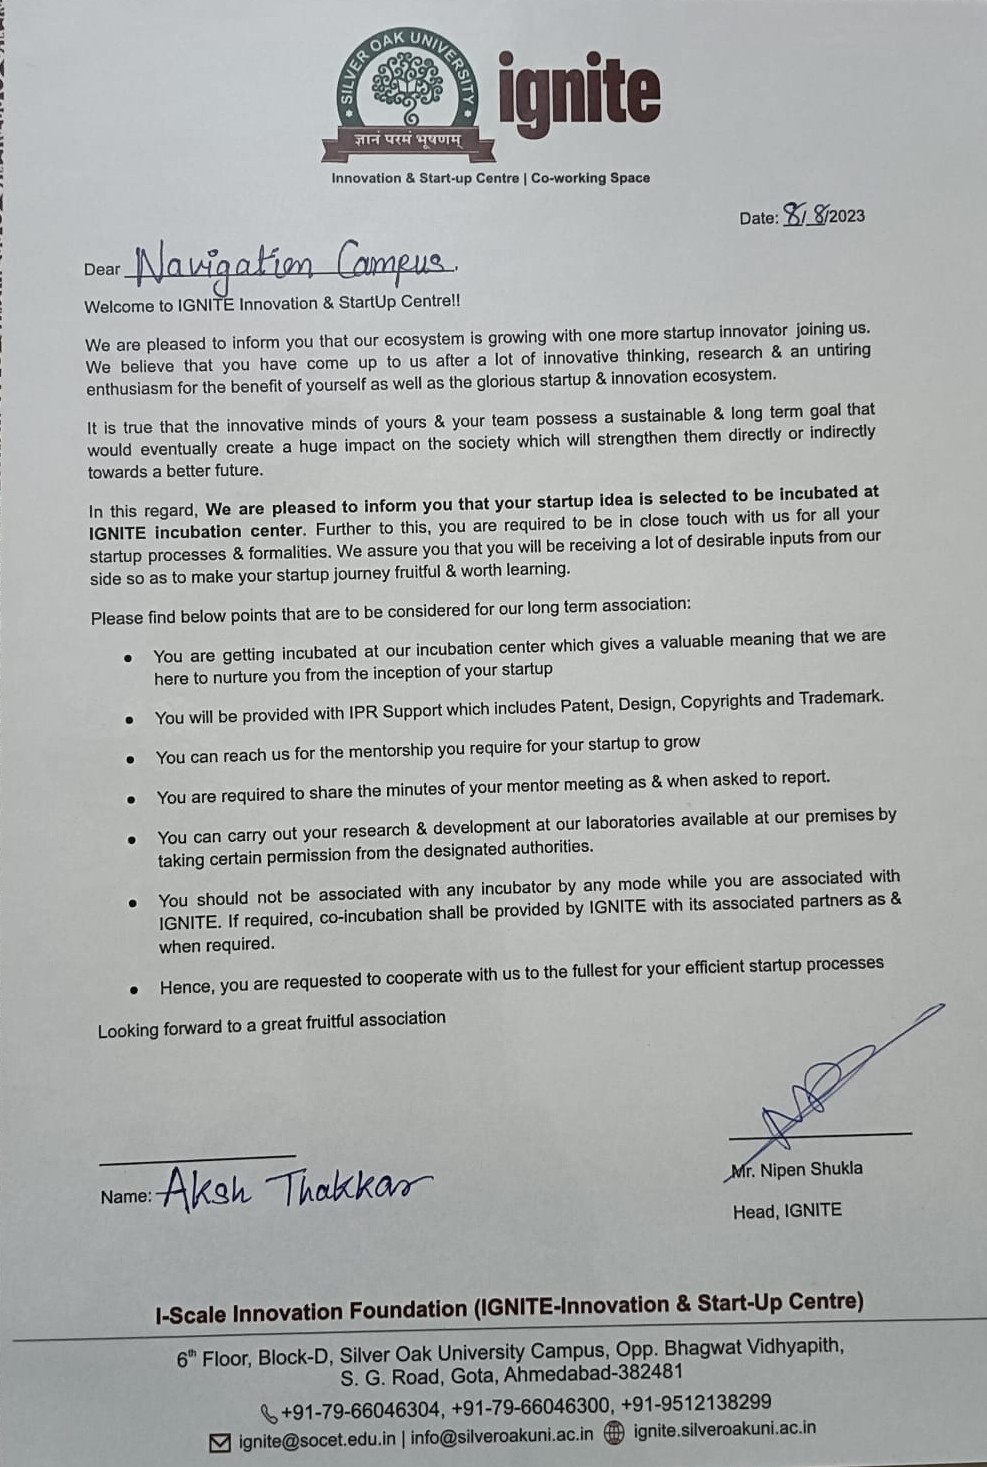 SILVER OAK UNIVERSITY
ज्ञानं परमं भूषणम्
ignite
Innovation & Start-up Centre | Co-working Space
Date: 8/ 8/2023
Dear Navigation Campus.
Welcome to IGNITE Innovation & StartUp Centre!!
We are pleased to inform you that our ecosystem is growing with one more startup innovator joining us.
We believe that you have come up to us after a lot of innovative thinking, research & an untiring
enthusiasm for the benefit of yourself as well as the glorious startup & innovation ecosystem.
It is true that the innovative minds of yours & your team possess a sustainable & long term goal that
would eventually create a huge impact on the society which will strengthen them directly or indirectly
towards a better future.
In this regard, We are pleased to inform you that your startup idea is selected to be incubated at
IGNITE incubation center. Further to this, you are required to be in close touch with us for all your
startup processes & formalities. We assure you that you will be receiving a lot of desirable inputs from our
side so as to make your startup journey fruitful & worth learning.
Please find below points that are to be considered for our long term association:
• You are getting incubated at our incubation center which gives a valuable meaning that we are
here to nurture you from the inception of your startup
• You will be provided with IPR Support which includes Patent, Design, Copyrights and Trademark.
• You can reach us for the mentorship you require for your startup to grow
• You are required to share the minutes of your mentor meeting as & when asked to report.
• You can carry out your research & development at our laboratories available at our premises by
taking certain permission from the designated authorities.
• You should not be associated with any incubator by any mode while you are associated with
IGNITE. If required, co-incubation shall be provided by IGNITE with its associated partners as &
when required.
• Hence, you are requested to cooperate with us to the fullest for your efficient startup processes
Looking forward to a great fruitful association
Name: Aksh Thakkar
Mr. Nipen Shukla
Head, IGNITE
I-Scale Innovation Foundation (IGNITE-Innovation & Start-Up Centre)
6th Floor, Block-D, Silver Oak University Campus, Opp. Bhagwat Vidhyapith,
S. G. Road, Gota, Ahmedabad-382481
+91-79-66046304, +91-79-66046300, +91-9512138299
ignite@socet.edu.in | info@silveroakuni.ac.in ignite.silveroakuni.ac.in